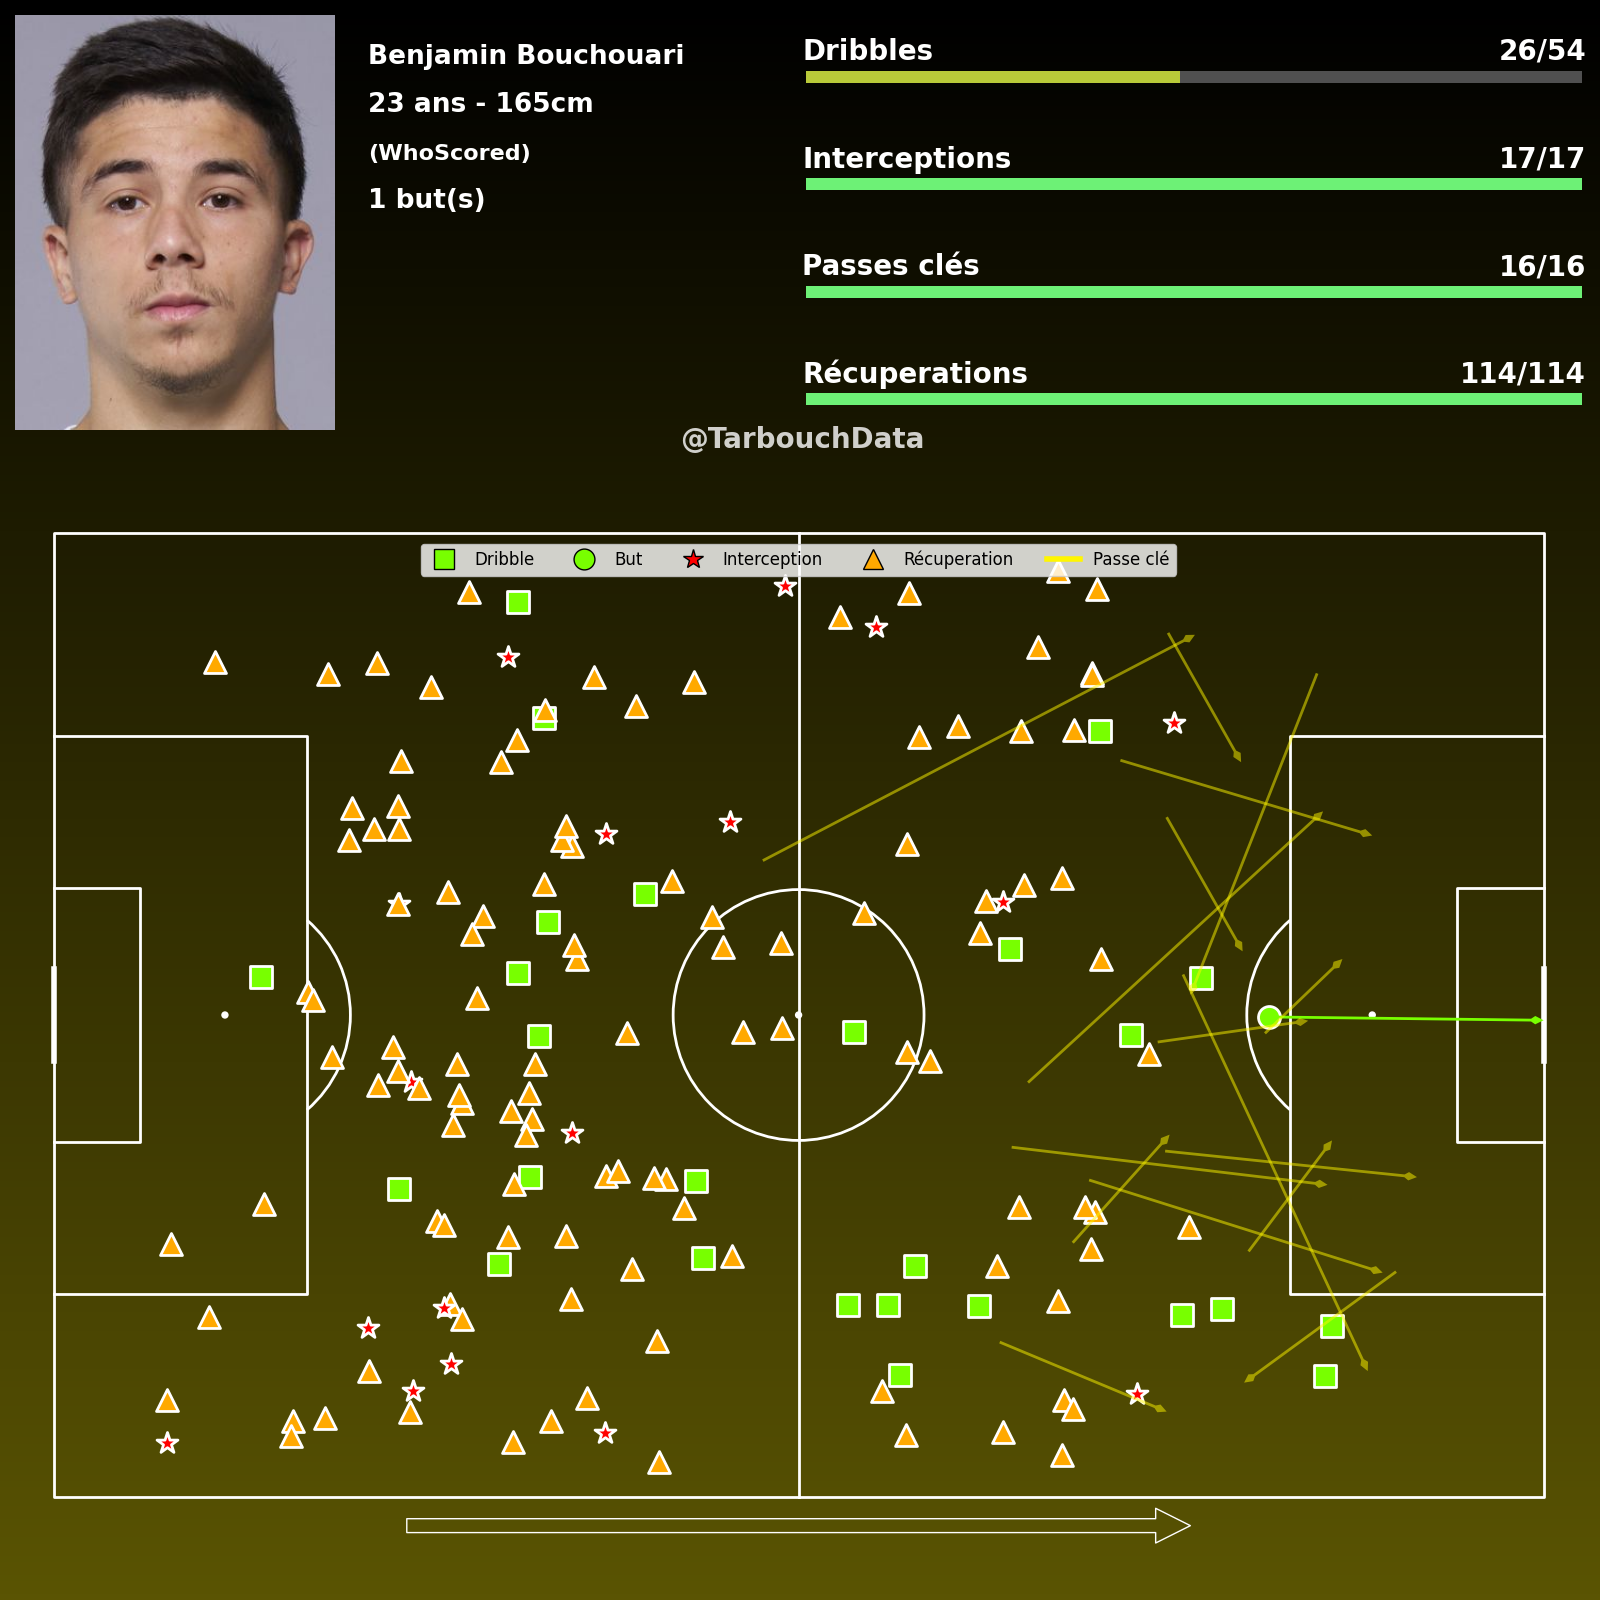 Benjamin Bouchouari
23 ans - 165cm
(WhoScored)
1 but(s)
Dribbles 26/54
Interceptions 17/17
Passes clés 16/16
Récuperations 114/114
@TarbouchData
Dribble But Interception Récuperation Passe clé